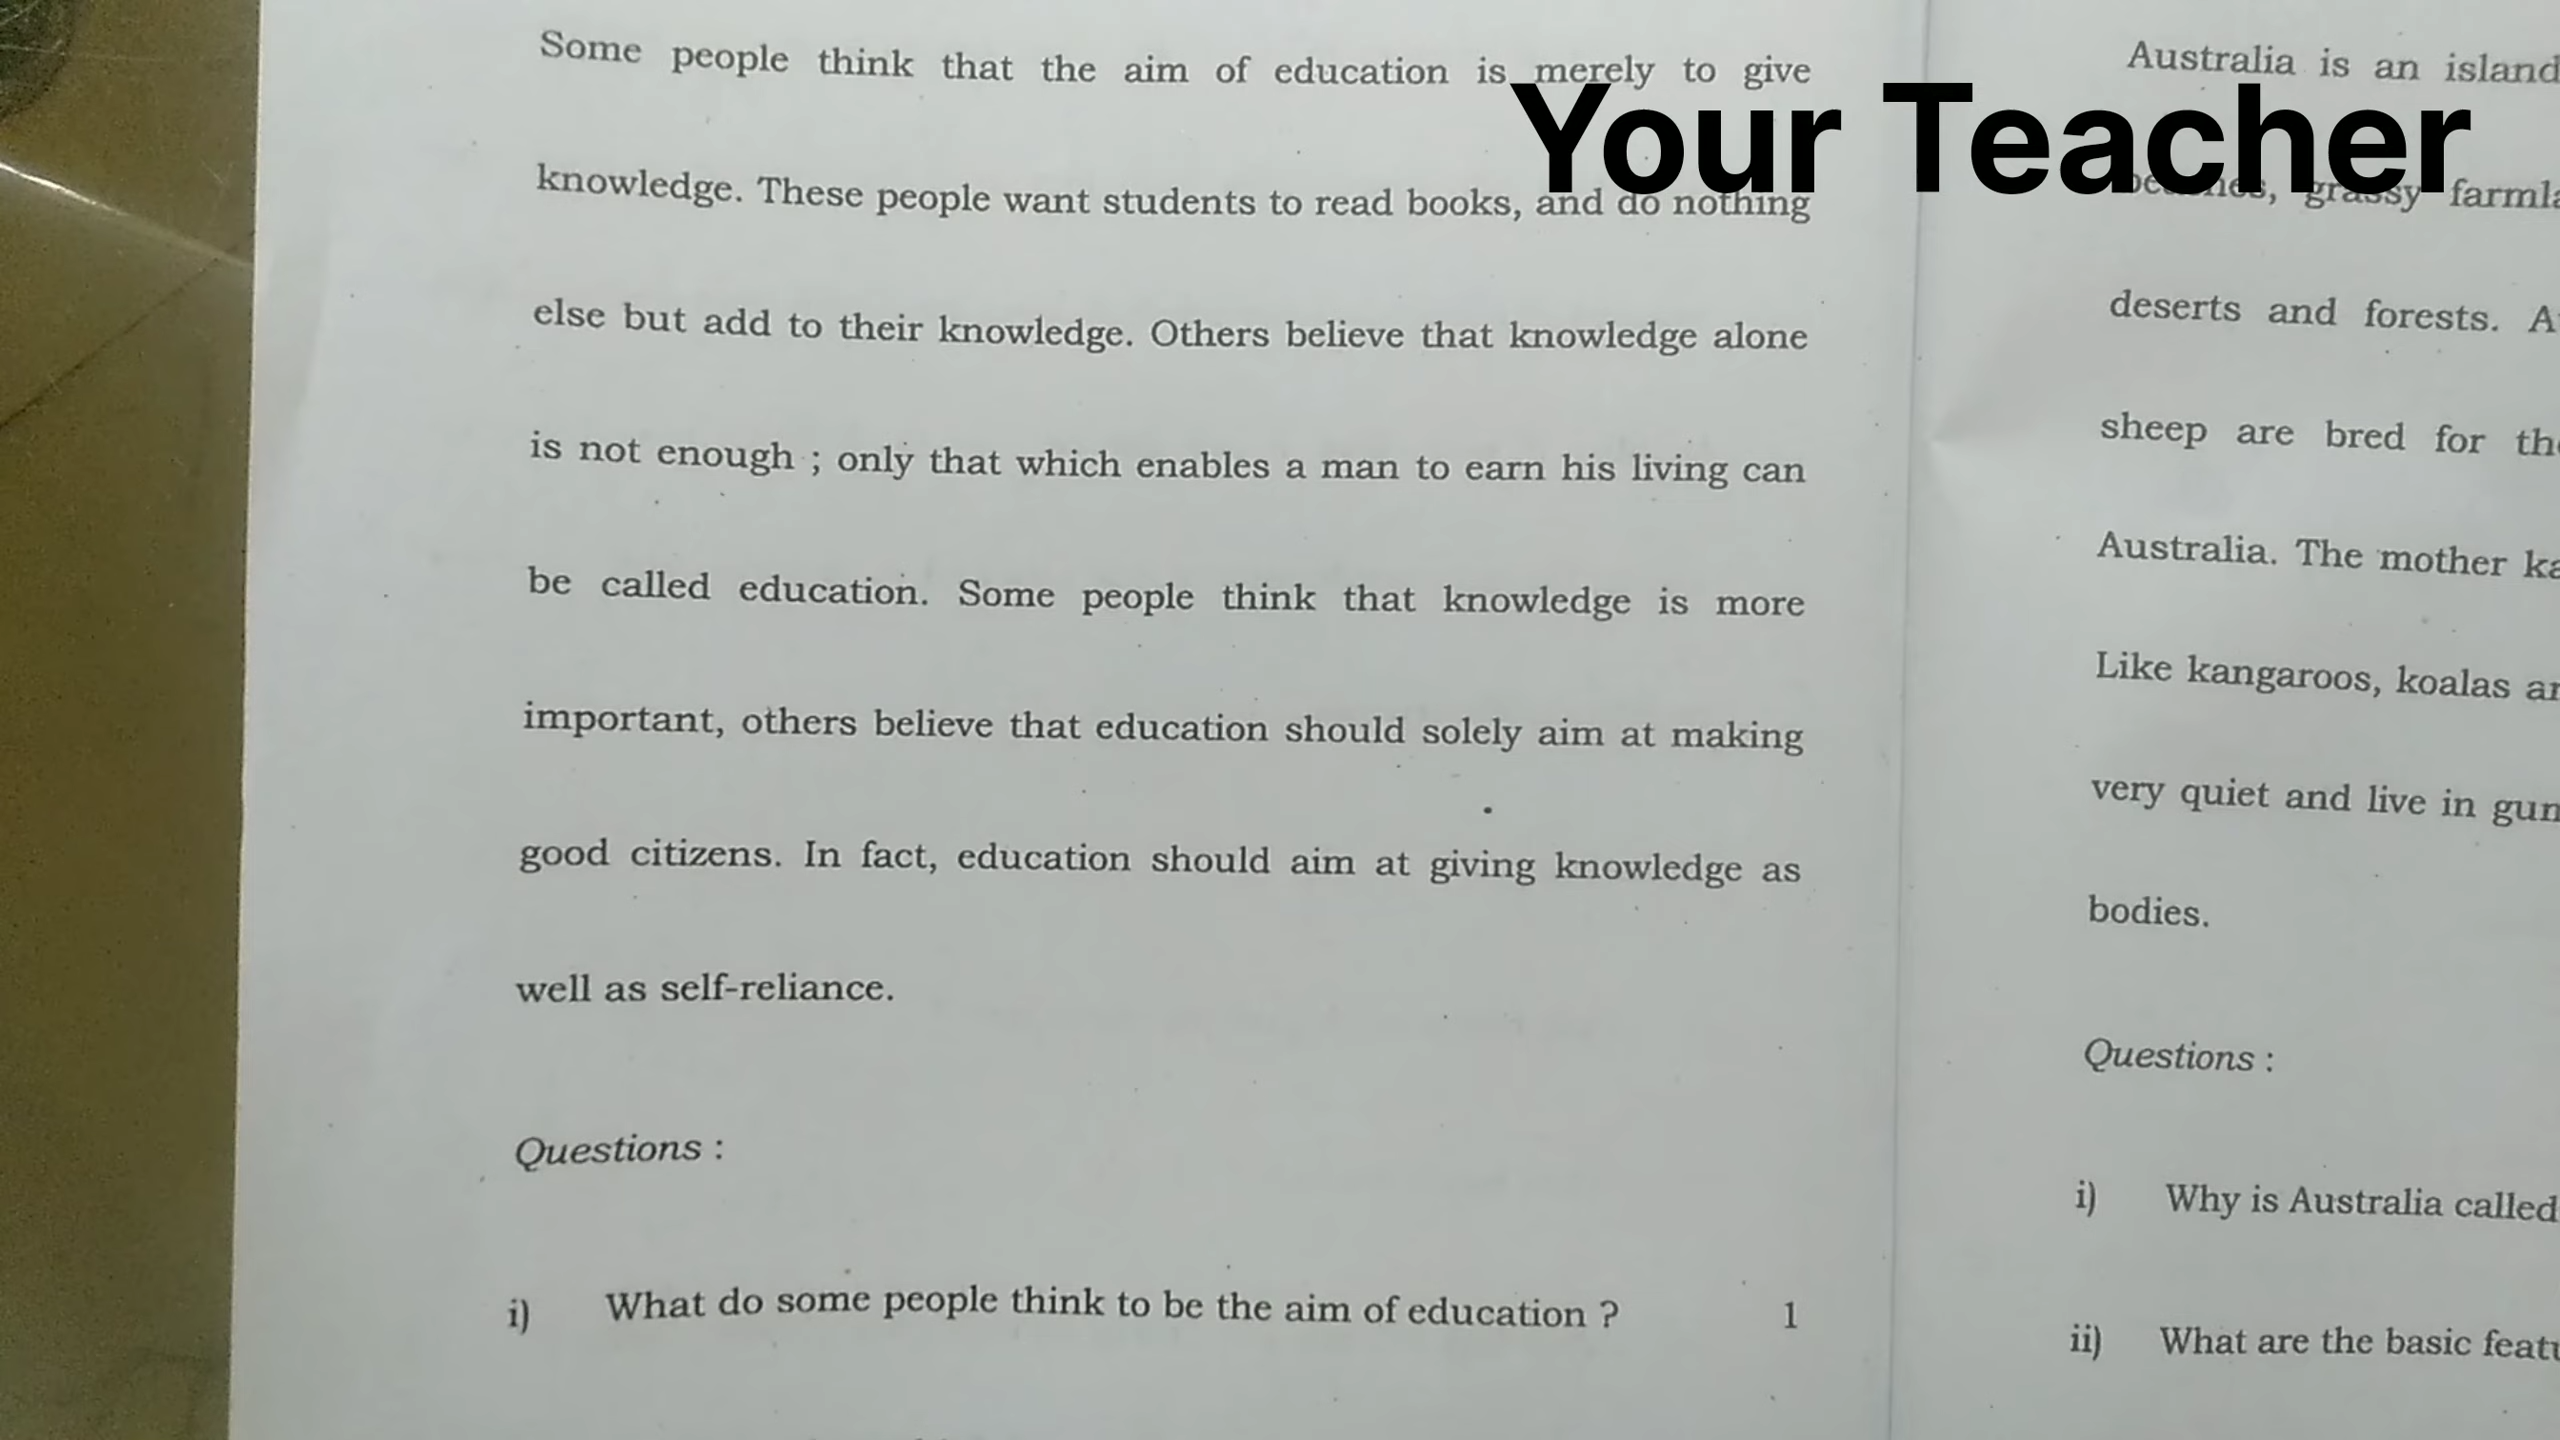 Your Teacher
Some people think that the aim of education is merely to give
knowledge. These people want students to read books, and do nothing
else but add to their knowledge. Others believe that knowledge alone
is not enough ; only that which enables a man to earn his living can
be called education. Some people think that knowledge is more
important, others believe that education should solely aim at making
good citizens. In fact, education should aim at giving knowledge as
well as self-reliance.
Questions :
i) What do some people think to be the aim of education ? 1
Australia is an island
grassy
deserts and forests.
sheep are bred for
Australia. The mother
Like kangaroos, koalas
very quiet and live in
bodies.
Questions :
i) Why is Australia called
ii) What are the basic